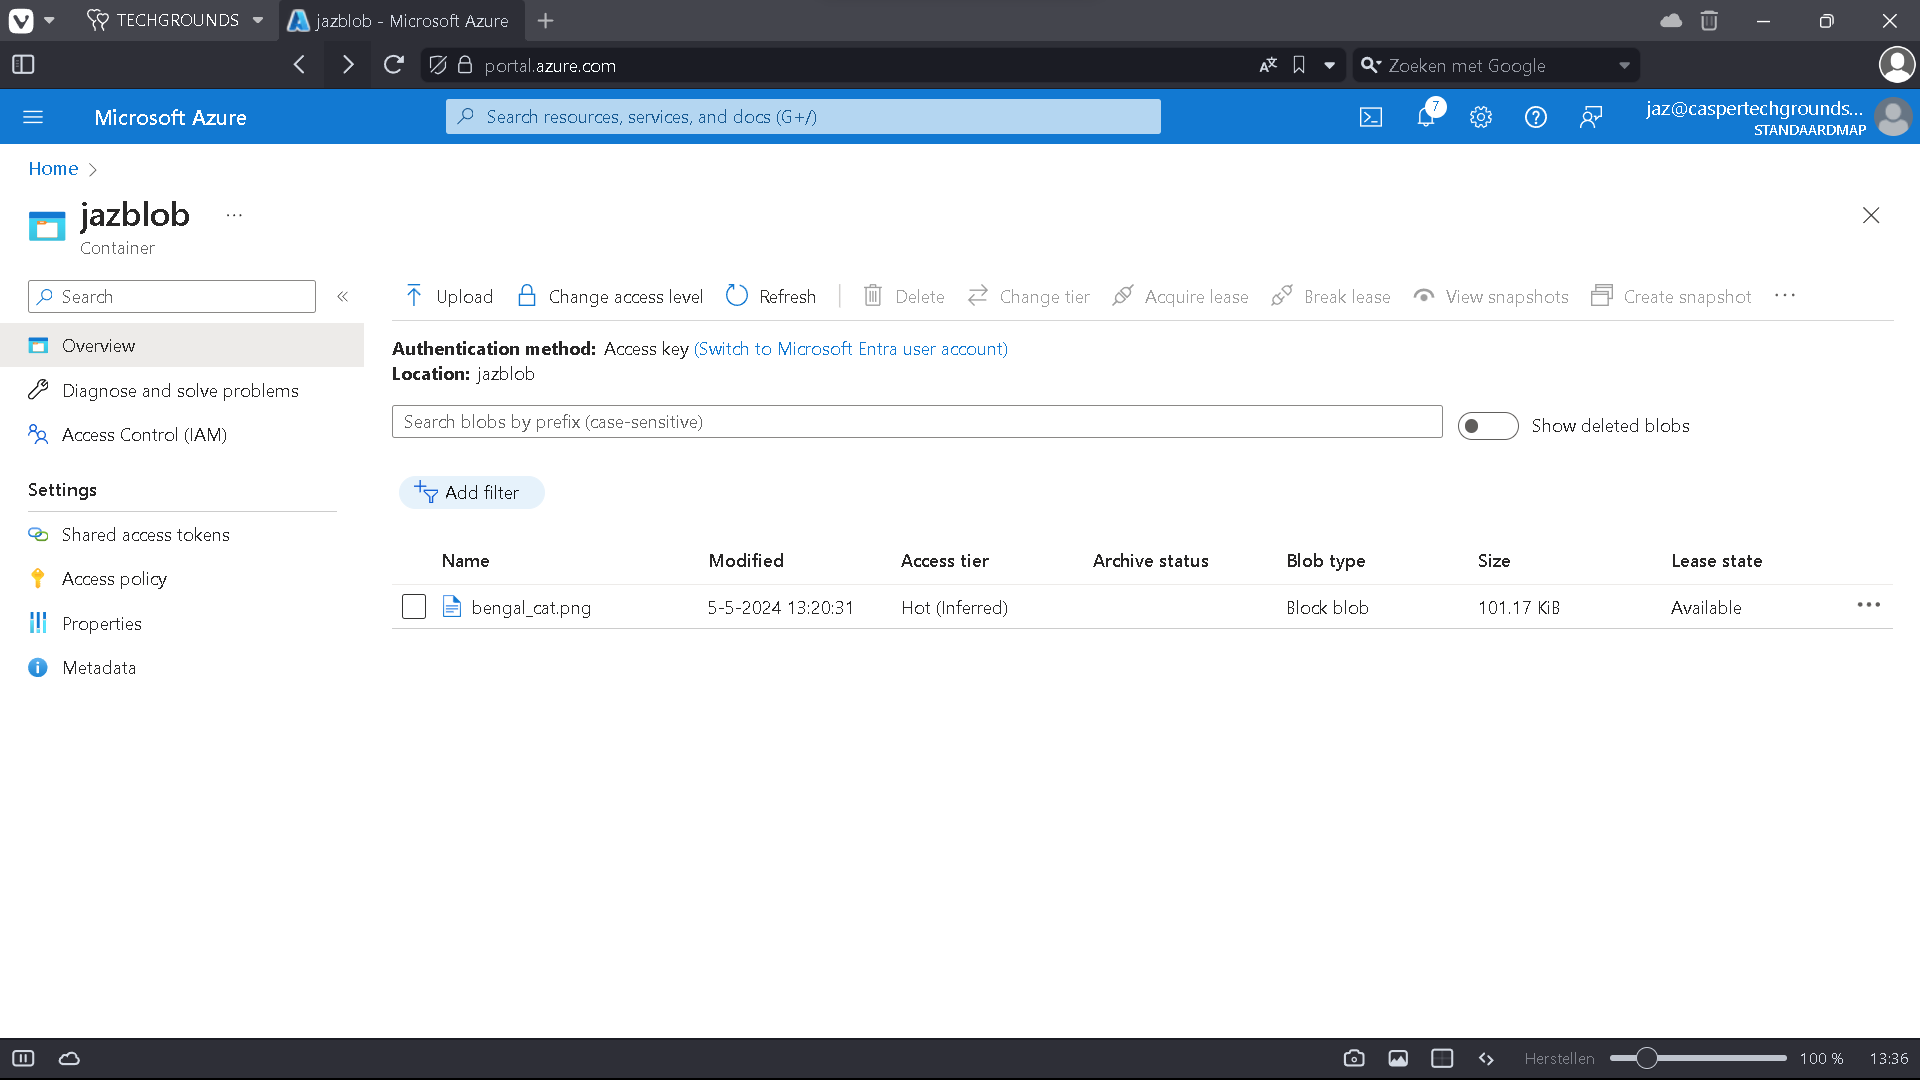 TECHGROUNDS
jazblob - Microsoft Azure
portal.azure.com
Zoeken met Google
Microsoft Azure
Search resources, services, and docs (G+/)
7
jaz@caspertechgrounds...
STANDAARDMAP
Home
jazblob
Container
Search
Upload
Change access level
Refresh
Delete
Change tier
Acquire lease
Break lease
View snapshots
Create snapshot
Overview
Diagnose and solve problems
Access Control (IAM)
Settings
Shared access tokens
Access policy
Properties
Metadata
Authentication method: Access key (Switch to Microsoft Entra user account)
Location: jazblob
Search blobs by prefix (case-sensitive)
Show deleted blobs
Add filter
Name Modified Access tier Archive status Blob type Size Lease state
bengal_cat.png 5-5-2024 13:20:31 Hot (Inferred) Block blob 101.17 KiB Available
Herstellen 100 % 13:36